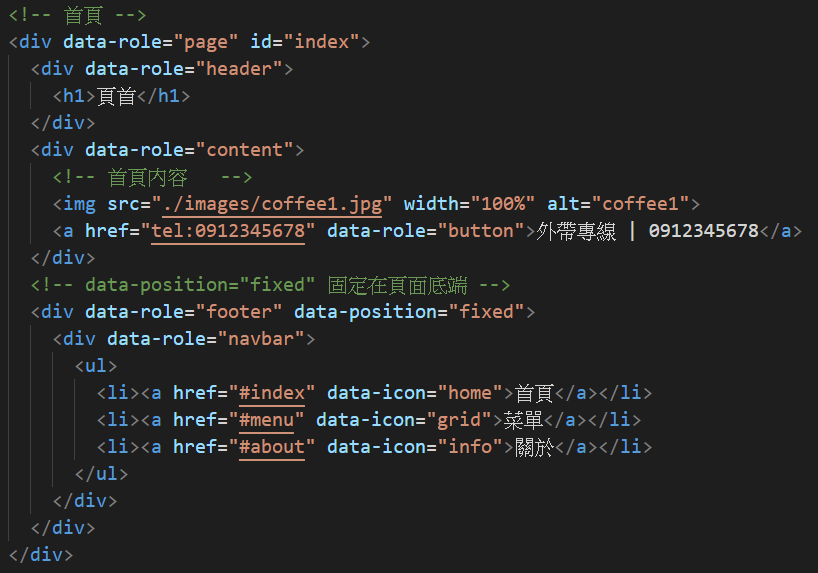 <!-- 首頁 -->
<div data-role="page" id="index">
<div data-role="header">
<h1>頁首</h1>
</div>
<div data-role="content">
<!-- 首頁內容   -->
<img src="./images/coffee1.jpg" width="100%" alt="coffee1">
<a href="tel:0912345678" data-role="button">外帶專線 | 0912345678</a>
</div>
<!-- data-position="fixed" 固定在頁面底端 -->
<div data-role="footer" data-position="fixed">
<div data-role="navbar">
<ul>
<li><a href="#index" data-icon="home">首頁</a></li>
<li><a href="#menu" data-icon="grid">菜單</a></li>
<li><a href="#about" data-icon="info">關於</a></li>
</ul>
</div>
</div>
</div>